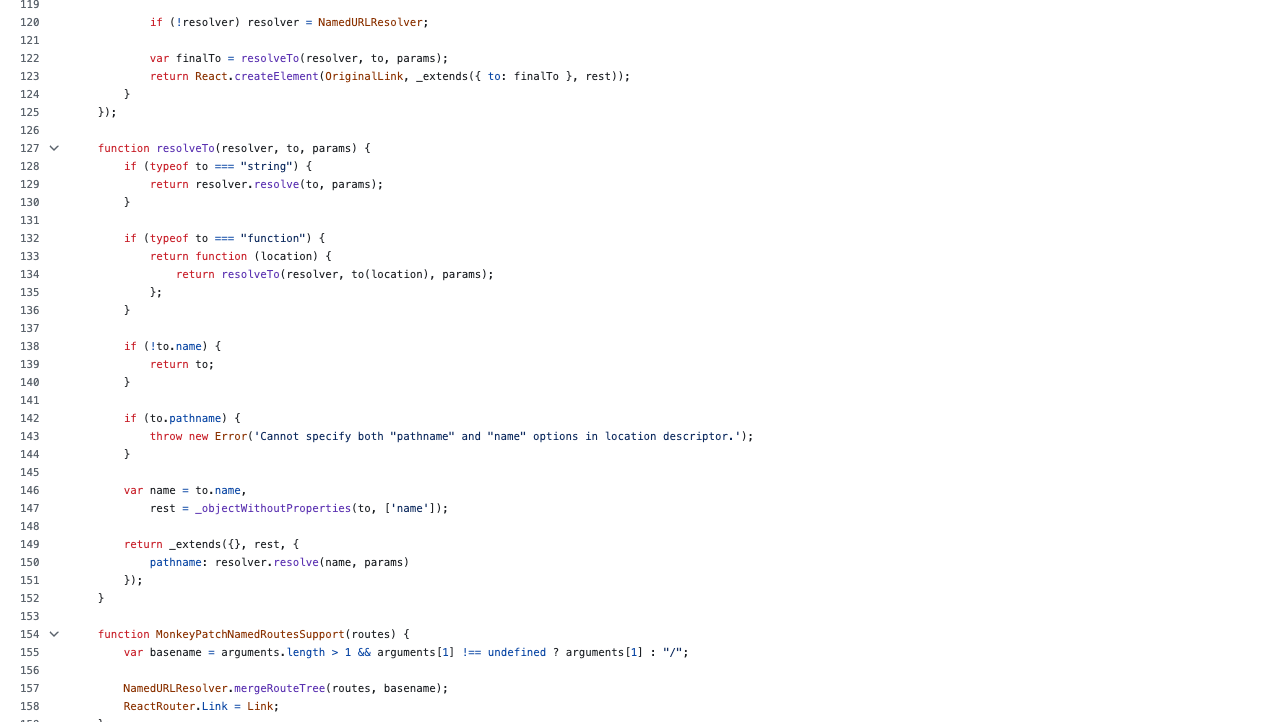 119
120 if (!resolver) resolver = NamedURLResolver;
121
122 var finalTo = resolveTo(resolver, to, params);
123 return React.createElement(OriginalLink, _extends({ to: finalTo }, rest));
124 }
125 });
126
127 function resolveTo(resolver, to, params) {
128 if (typeof to === "string") {
129 return resolver.resolve(to, params);
130 }
131
132 if (typeof to === "function") {
133 return function (location) {
134 return resolveTo(resolver, to(location), params);
135 };
136 }
137
138 if (!to.name) {
139 return to;
140 }
141
142 if (to.pathname) {
143 throw new Error('Cannot specify both "pathname" and "name" options in location descriptor.');
144 }
145
146 var name = to.name,
147 rest = _objectWithoutProperties(to, ['name']);
148
149 return _extends({}, rest, {
150 pathname: resolver.resolve(name, params)
151 });
152 }
153
154 function MonkeyPatchNamedRoutesSupport(routes) {
155 var basename = arguments.length > 1 && arguments[1] !== undefined ? arguments[1] : "/";
156
157 NamedURLResolver.mergeRouteTree(routes, basename);
158 ReactRouter.Link = Link;
159 }